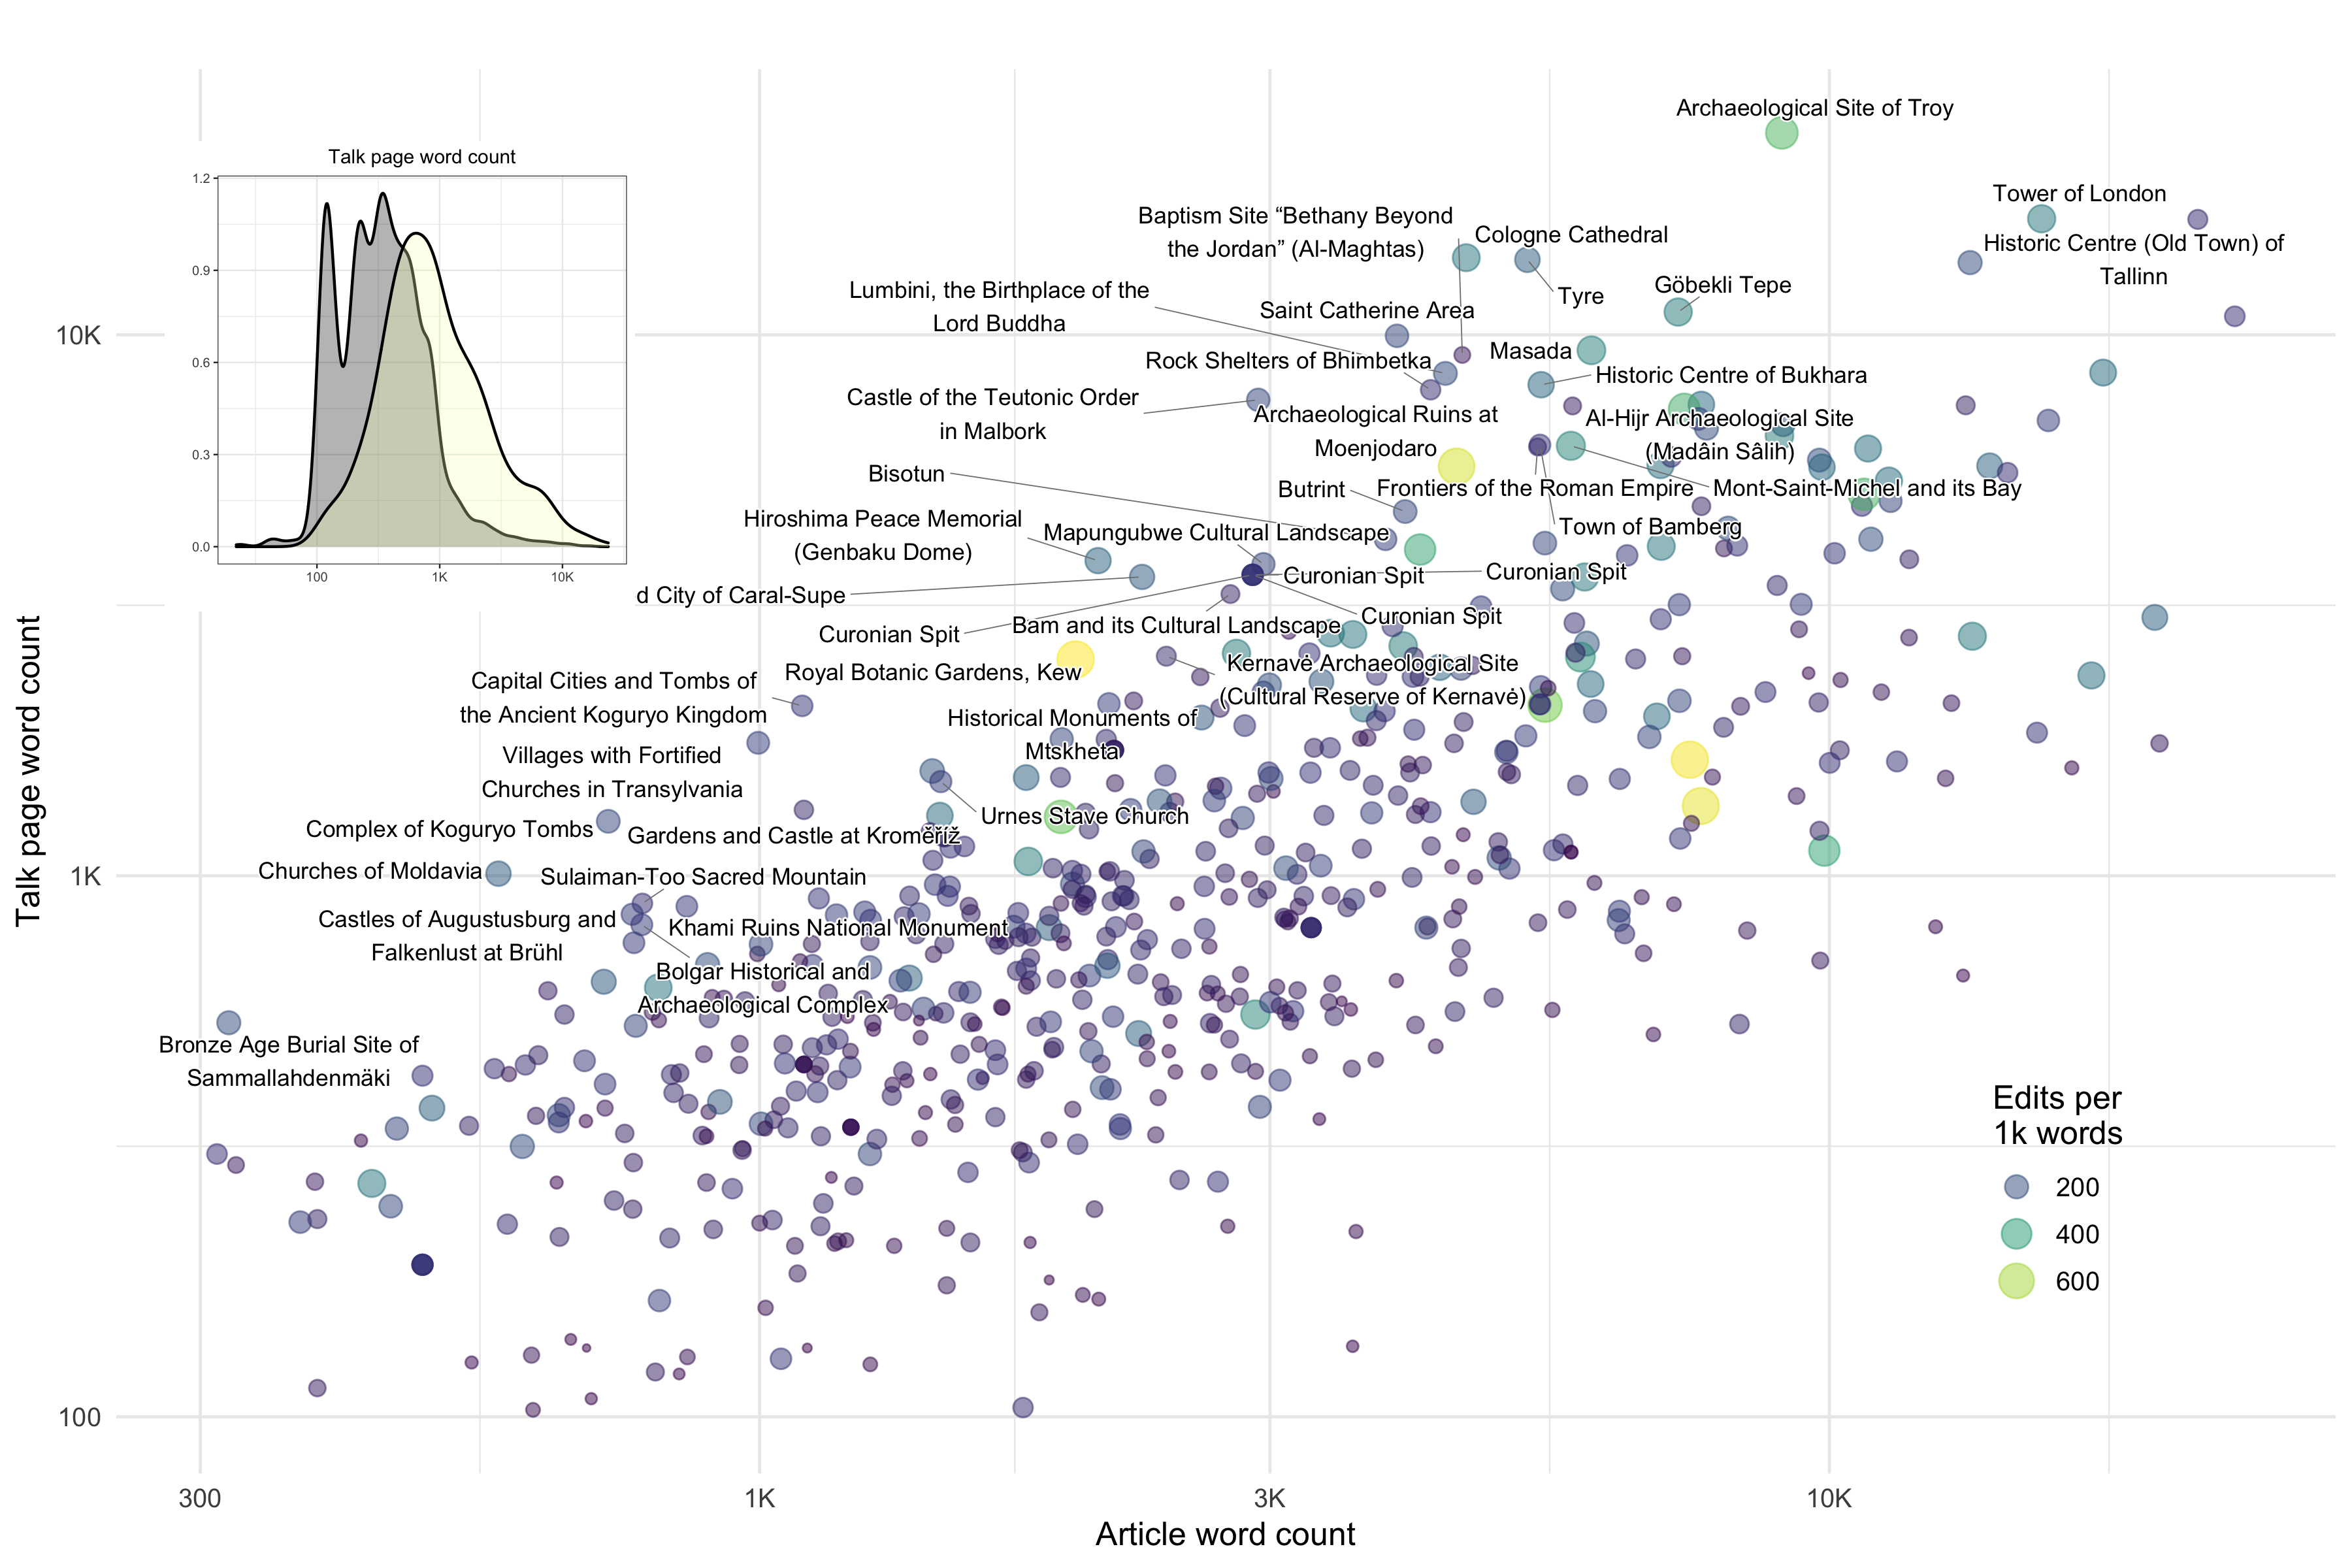 Archaeological Site of Troy
Talk page word count
1.2
0.9
0.6
0.3
0.0
100
1K
10K
Tower of London
Historic Centre (Old Town) of
Tallinn
Baptism Site “Bethany Beyond
the Jordan” (Al-Maghtas)
Cologne Cathedral
Tyre
Göbekli Tepe
Lumbini, the Birthplace of the
Lord Buddha
Saint Catherine Area
Rock Shelters of Bhimbetka
Masada
Historic Centre of Bukhara
Castle of the Teutonic Order
in Malbork
Archaeological Ruins at
Moenjodaro
Al-Hijr Archaeological Site
(Madâin Sâlih)
Bisotun
Butrint
Frontiers of the Roman Empire
Mont-Saint-Michel and its Bay
Hiroshima Peace Memorial
(Genbaku Dome)
Mapungubwe Cultural Landscape
Town of Bamberg
Curonian Spit
Curonian Spit
d City of Caral-Supe
Curonian Spit
Bam and its Cultural Landscape
Curonian Spit
Royal Botanic Gardens, Kew
Kernavė Archaeological Site
(Cultural Reserve of Kernavė)
Capital Cities and Tombs of
the Ancient Koguryo Kingdom
Historical Monuments of
Mtskheta
Villages with Fortified
Churches in Transylvania
Urnes Stave Church
Complex of Koguryo Tombs
Gardens and Castle at Kroměříž
Churches of Moldavia
Sulaiman-Too Sacred Mountain
Castles of Augustusburg and
Falkenlust at Brühl
Khami Ruins National Monument
Bolgar Historical and
Archaeological Complex
Bronze Age Burial Site of
Sammallahdenmäki
Edits per
1k words
200
400
600
10K
1K
100
Talk page word count
300
1K
3K
10K
Article word count